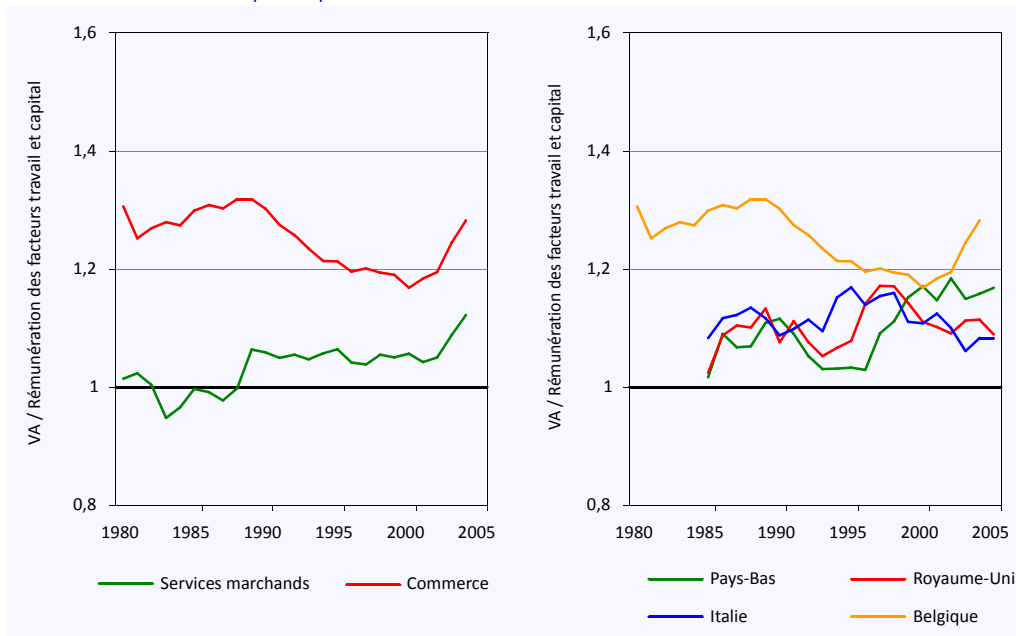 VA / Rémunération des facteurs travail et capital
1,6
1,4
1,2
1
0,8
1980 1985 1990 1995 2000 2005
Services marchands Commerce
VA / Rémunération des facteurs travail et capital
1,6
1,4
1,2
1
0,8
1980 1985 1990 1995 2000 2005
Pays-Bas Royaume-Uni
Italie Belgique